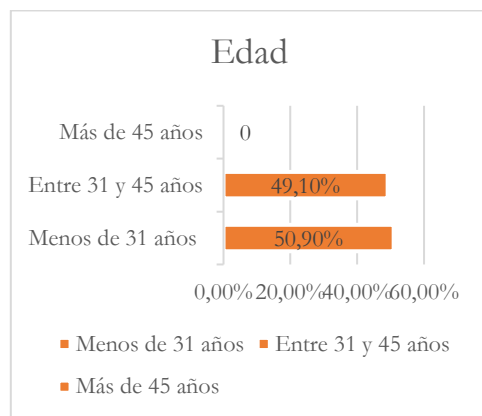 Edad
Más de 45 años 0
Entre 31 y 45 años 49,10%
Menos de 31 años 50,90%
0,00% 20,00% 40,00% 60,00%
Menos de 31 años Entre 31 y 45 años
Más de 45 años